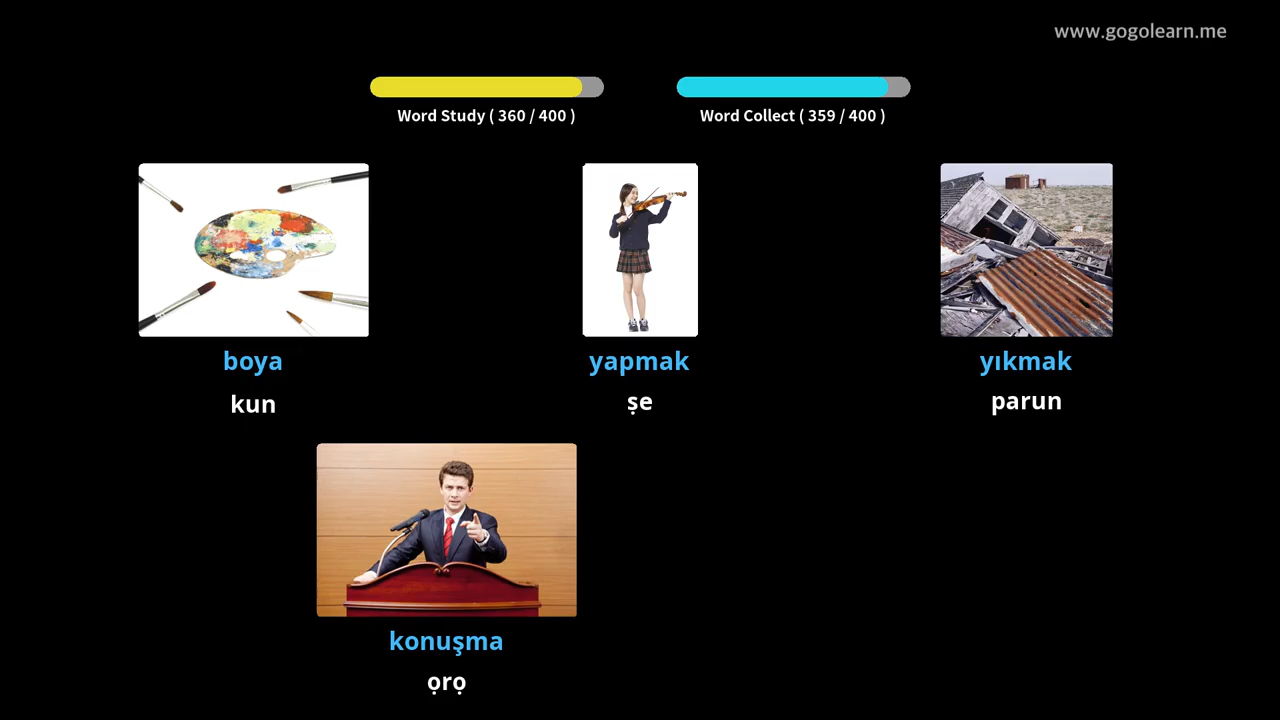 www.gogolearn.me
Word Study ( 360 / 400 )
Word Collect ( 359 / 400 )
boya
yapmak
yıkmak
kun
ṣe
parun
konuşma
ọrọ